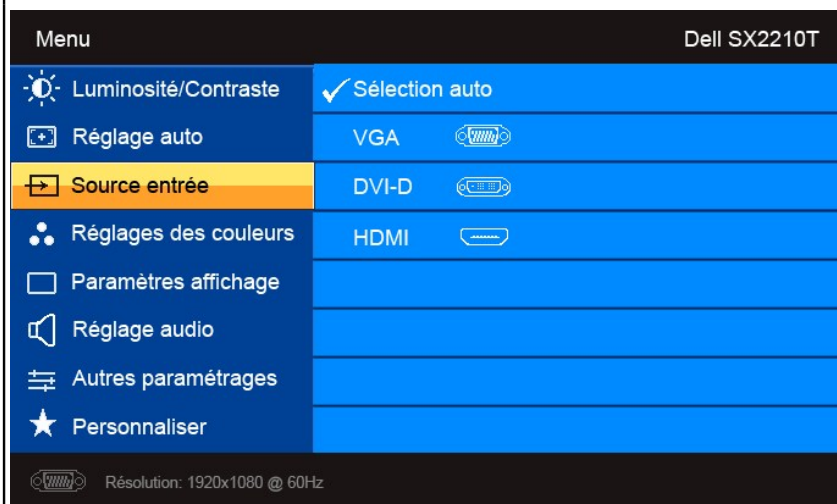 Menu Dell SX2210T
Luminosité/Contraste Sélection auto
Réglage auto VGA
Source entrée DVI-D
Réglages des couleurs HDMI
Paramètres affichage
Réglage audio
Autres paramétrages
Personnaliser
Résolution: 1920x1080 @ 60Hz